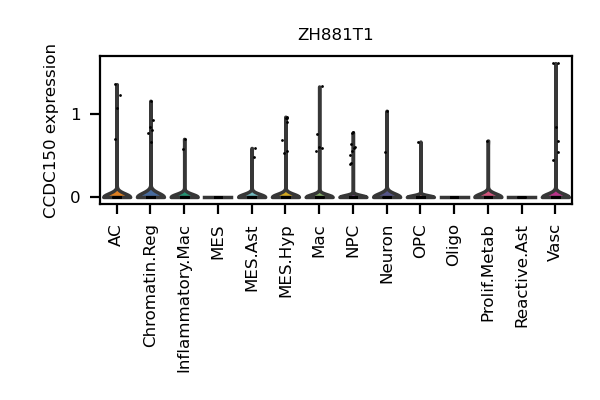 ZH881T1
CCDC150 expression
1
0
AC
Chromatin.Reg
Inflammatory.Mac
MES
MES.Ast
MES.Hyp
Mac
NPC
Neuron
OPC
Oligo
Prolif.Metab
Reactive.Ast
Vasc